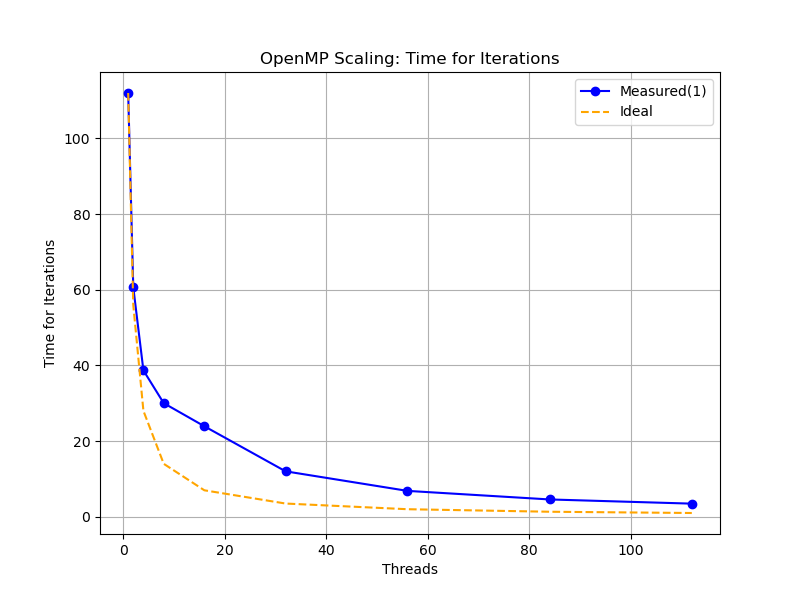 OpenMP Scaling: Time for Iterations
Measured(1)
Ideal
Time for Iterations
100
80
60
40
20
0
0 20 40 60 80 100
Threads